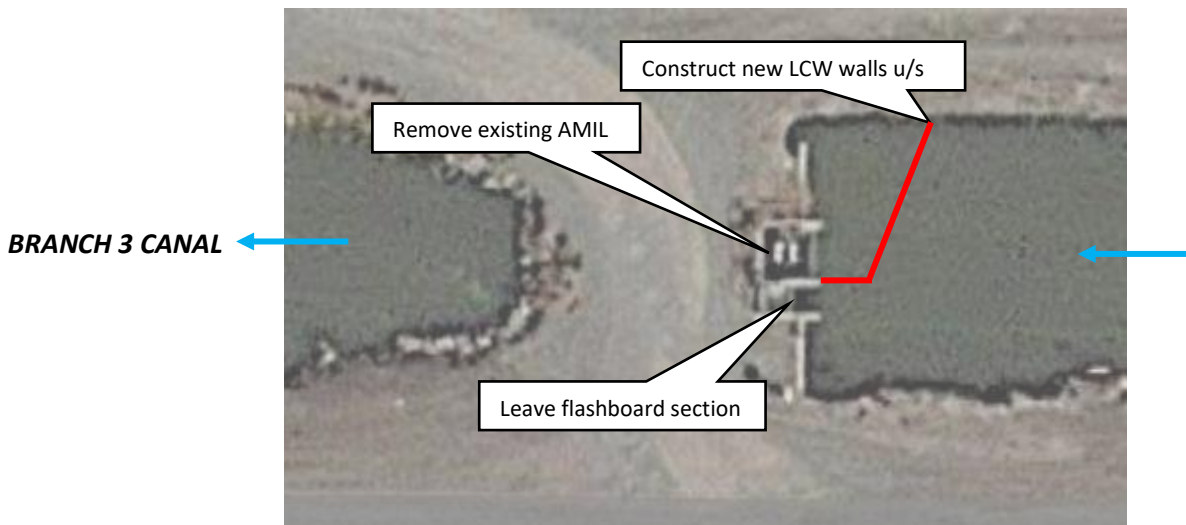 Construct new LCW walls u/s
Remove existing AMIL
BRANCH 3 CANAL
Leave flashboard section